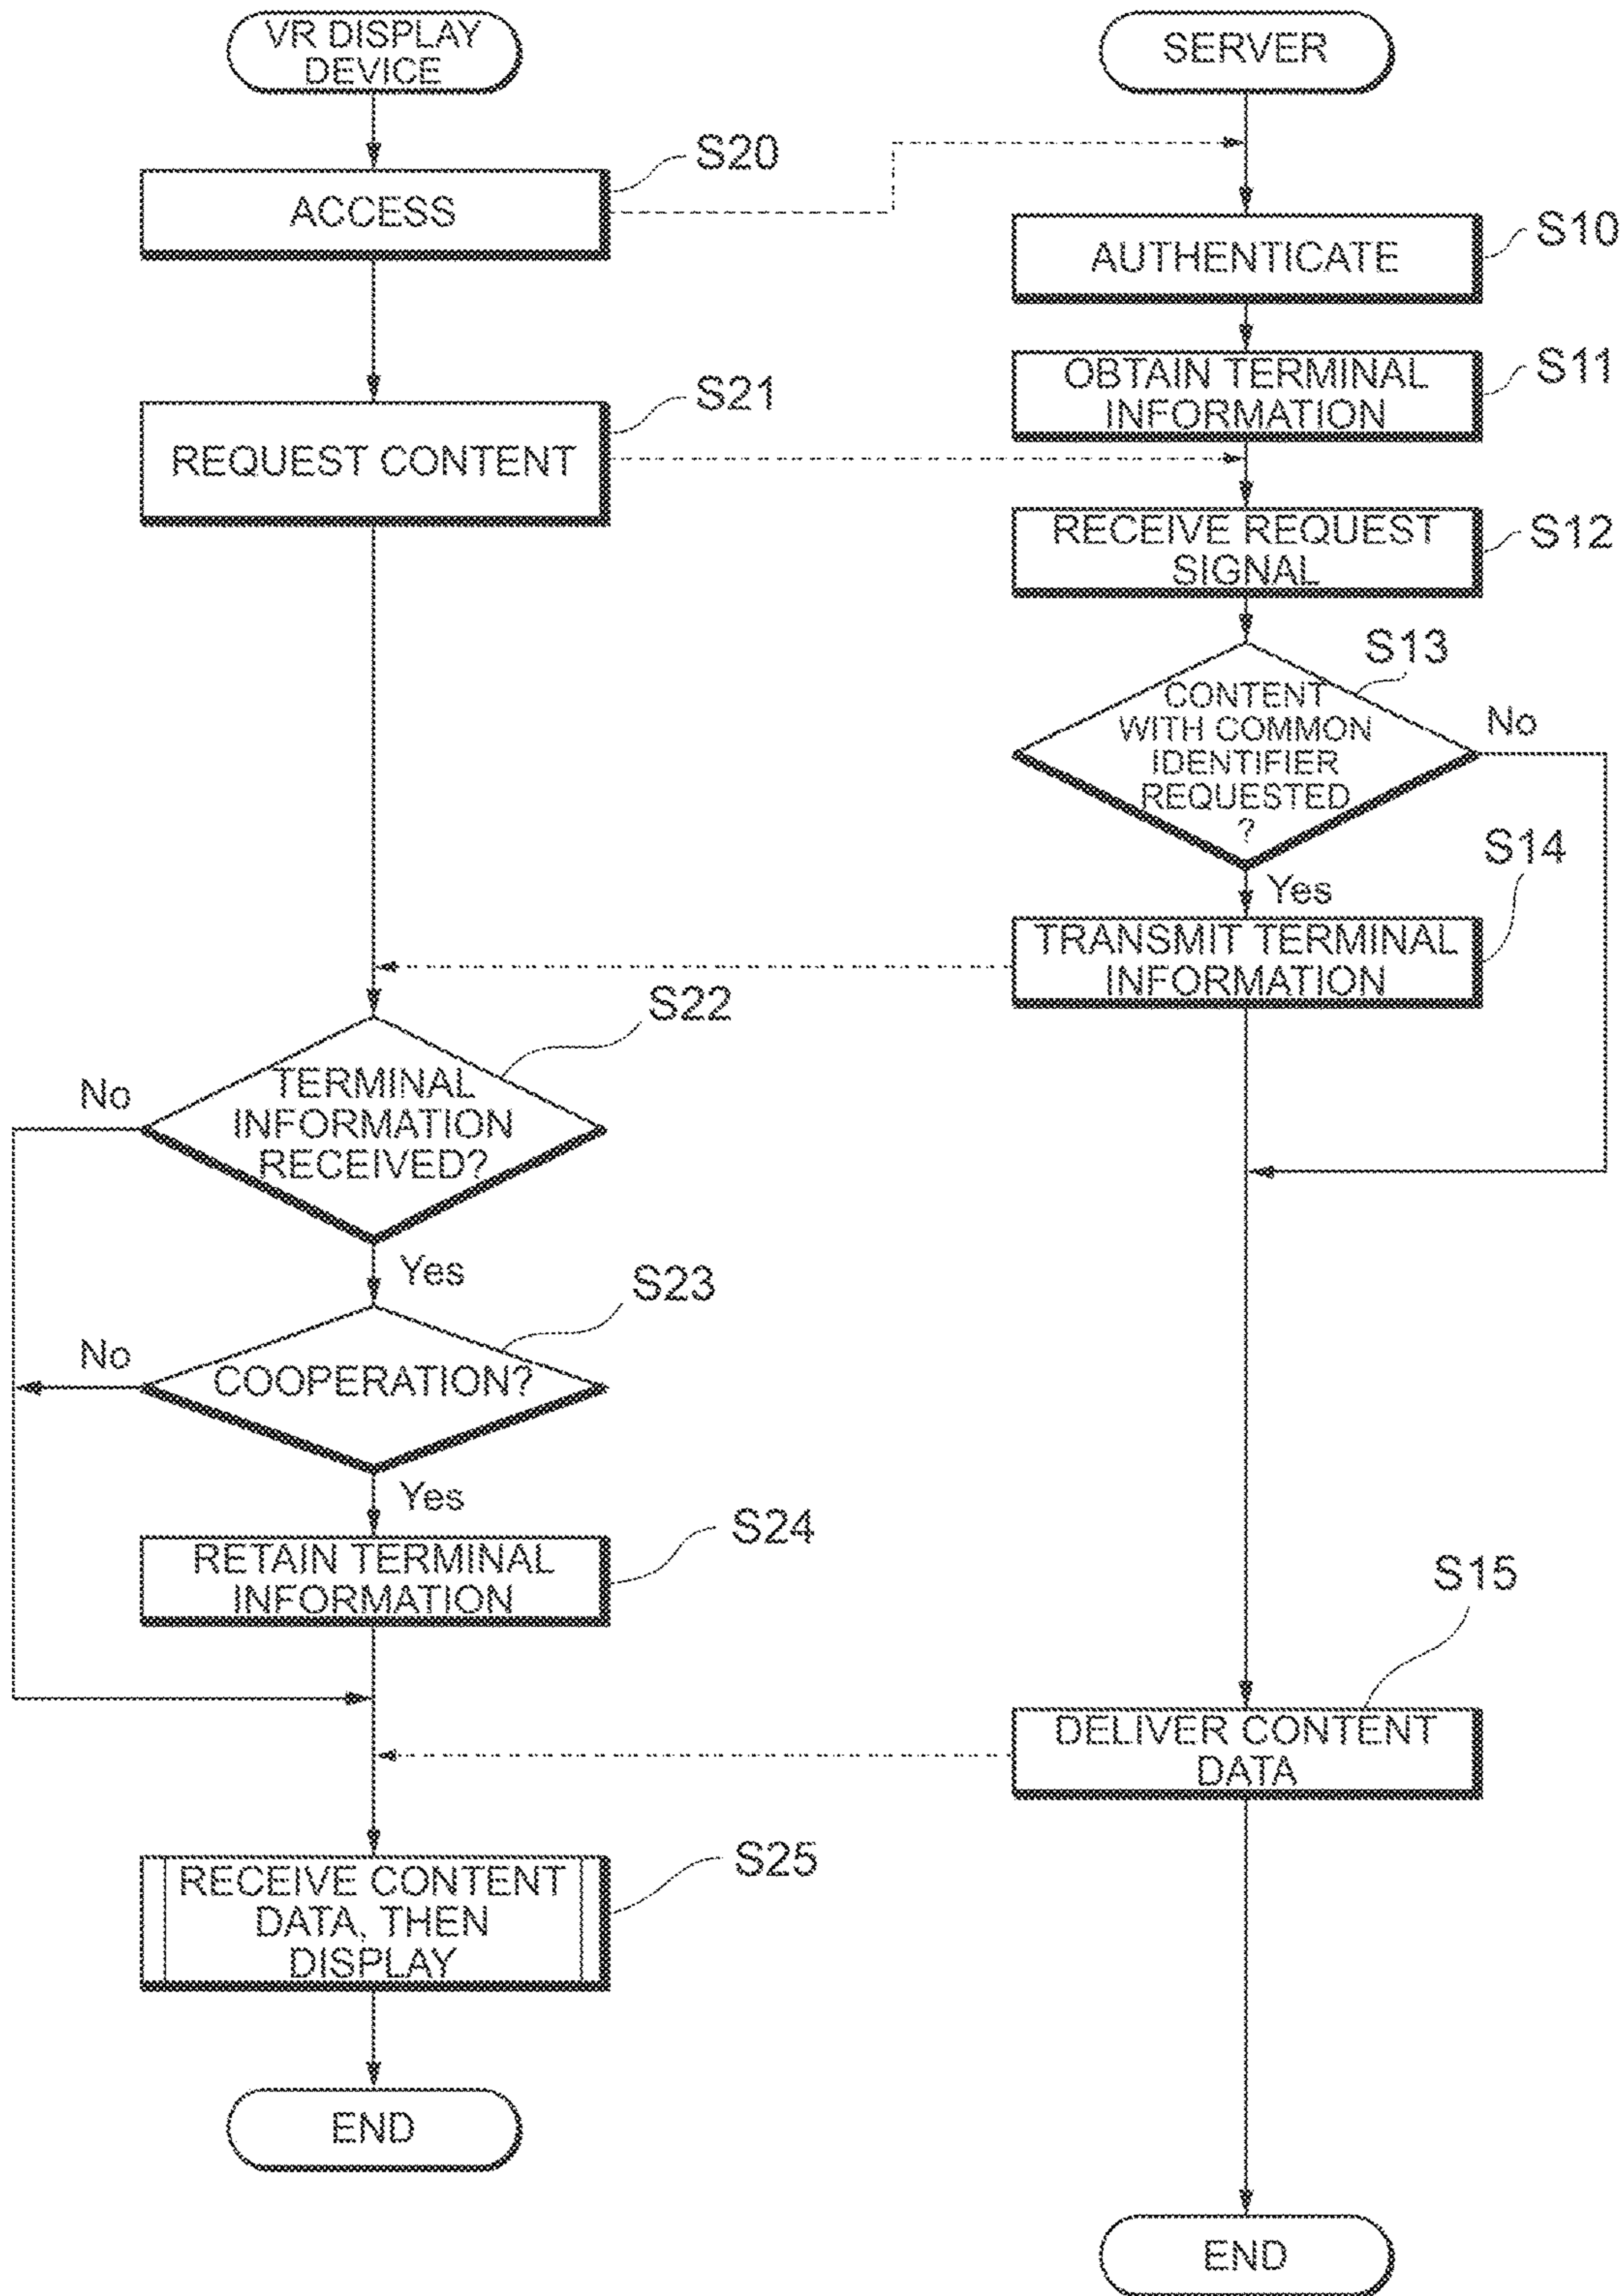 VR DISPLAY
DEVICE
S20
ACCESS
S21
REQUEST CONTENT
S22
TERMINAL
INFORMATION
RECEIVED?
No
Yes
S23
COOPERATION?
No
Yes
S24
RETAIN TERMINAL
INFORMATION
S25
RECEIVE CONTENT
DATA, THEN
DISPLAY
END
SERVER
S10
AUTHENTICATE
S11
OBTAIN TERMINAL
INFORMATION
S12
RECEIVE REQUEST
SIGNAL
S13
CONTENT
WITH COMMON
IDENTIFIER
REQUESTED
?
No
Yes
S14
TRANSMIT TERMINAL
INFORMATION
S15
DELIVER CONTENT
DATA
END